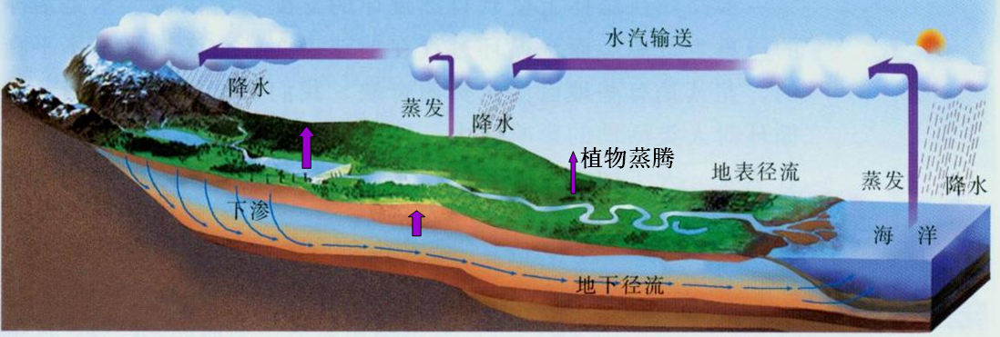 水汽输送
降水
蒸发
降水
植物蒸腾
地表径流
蒸发
降水
下渗
海 洋
地下径流